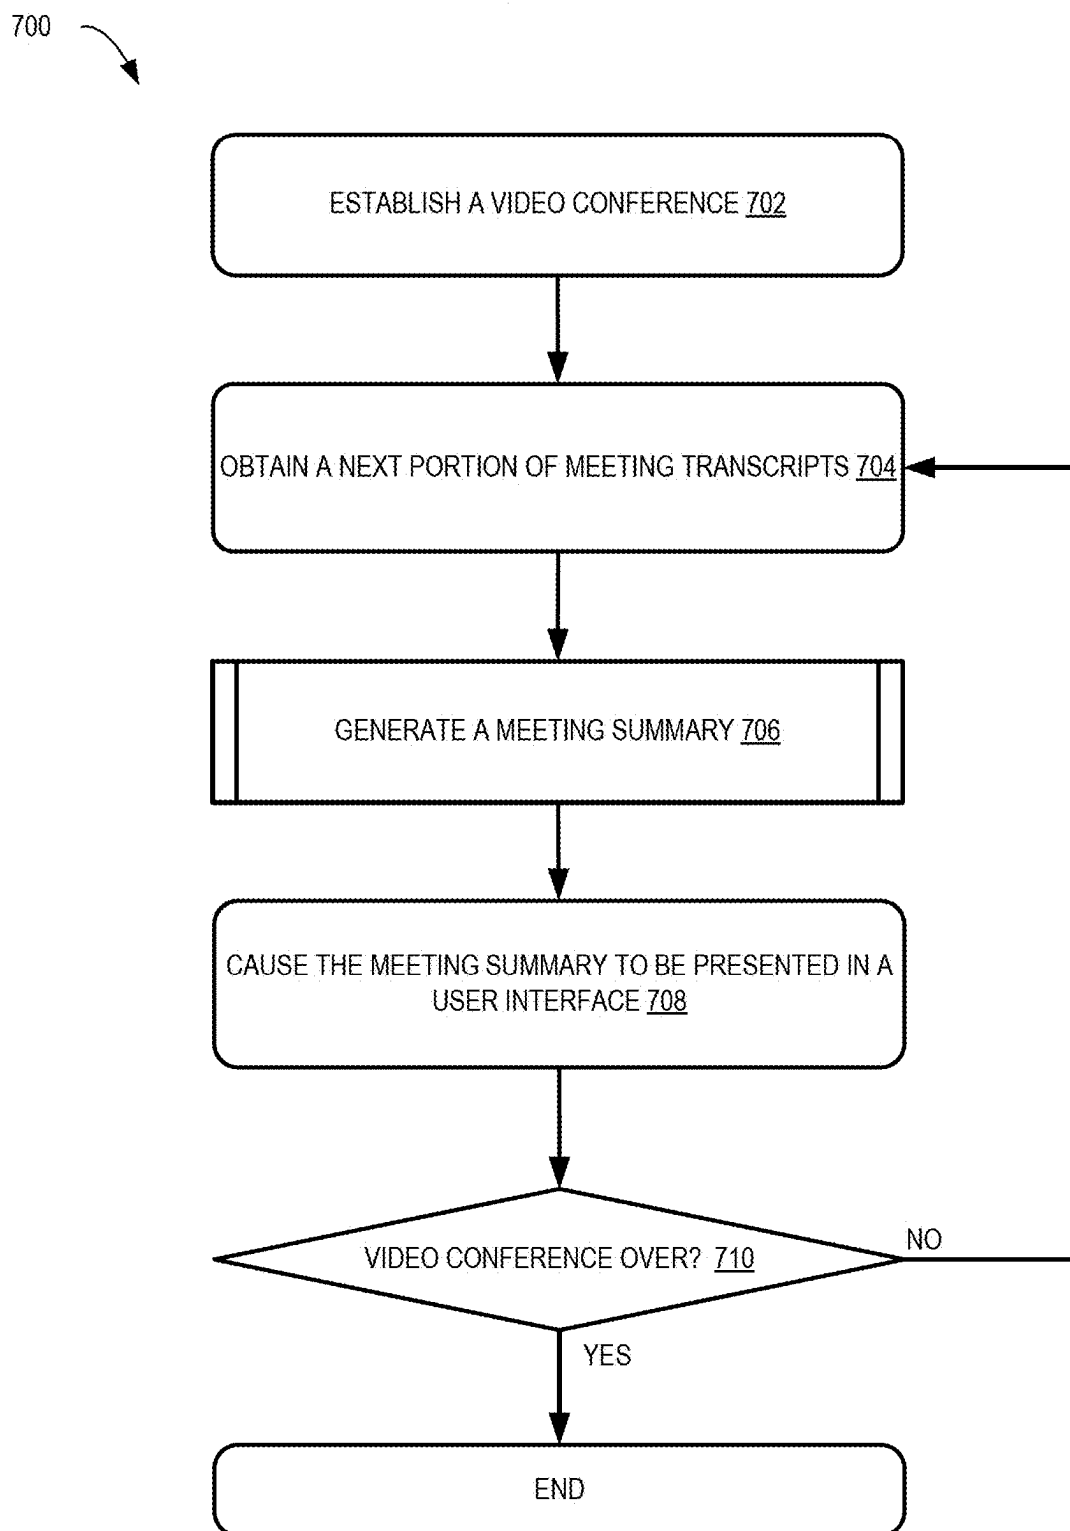 700
ESTABLISH A VIDEO CONFERENCE 702
OBTAIN A NEXT PORTION OF MEETING TRANSCRIPTS 704
GENERATE A MEETING SUMMARY 706
CAUSE THE MEETING SUMMARY TO BE PRESENTED IN A
USER INTERFACE 708
VIDEO CONFERENCE OVER? 710
NO
YES
END